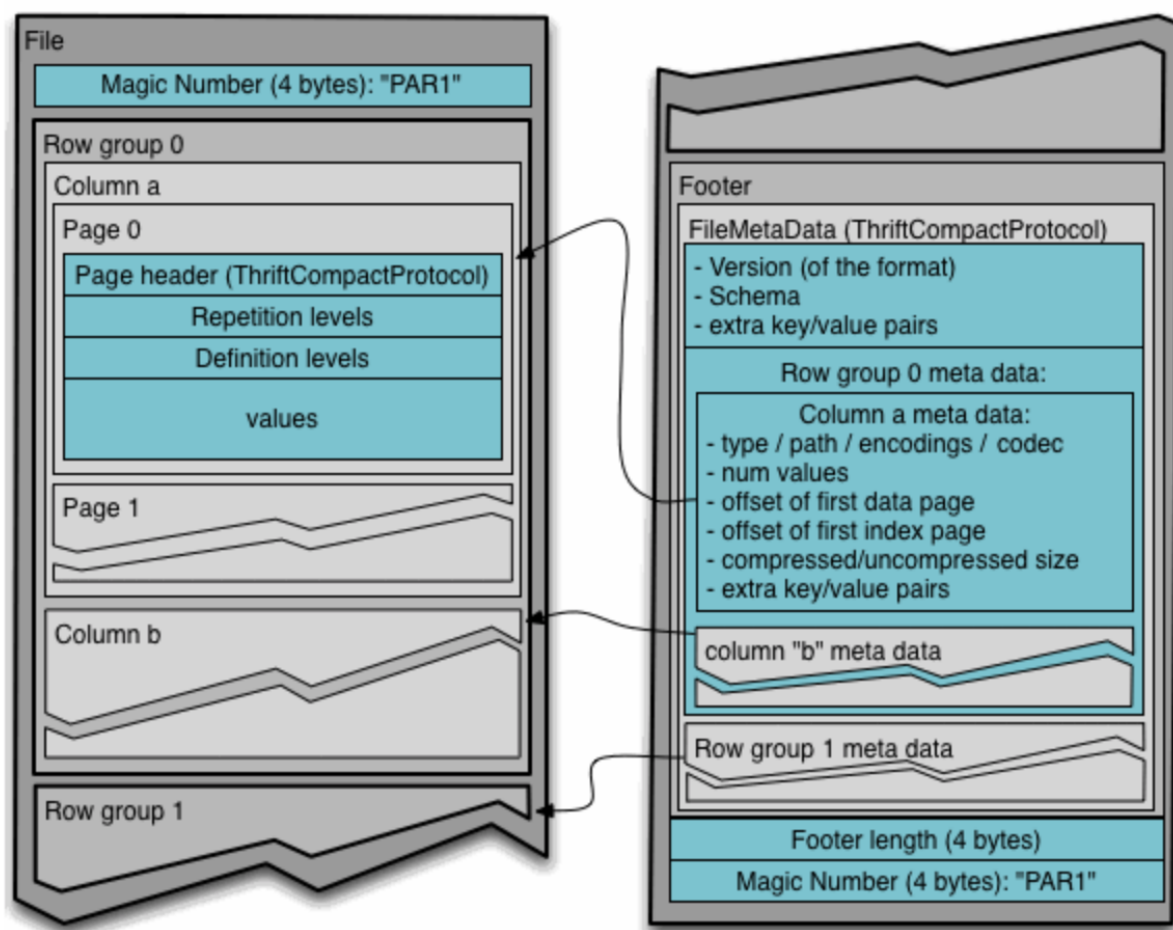 File
Magic Number (4 bytes): "PAR1"
Row group 0
Column a
Page 0
Page header (ThriftCompactProtocol)
Repetition levels
Definition levels
values
Page 1
Column b
Row group 1
Footer
FileMetaData (ThriftCompactProtocol)
- Version (of the format)
- Schema
- extra key/value pairs
Row group 0 meta data:
Column a meta data:
- type / path / encodings / codec
- num values
- offset of first data page
- offset of first index page
- compressed/uncompressed size
- extra key/value pairs
column "b" meta data
Row group 1 meta data
Footer length (4 bytes)
Magic Number (4 bytes): "PAR1"